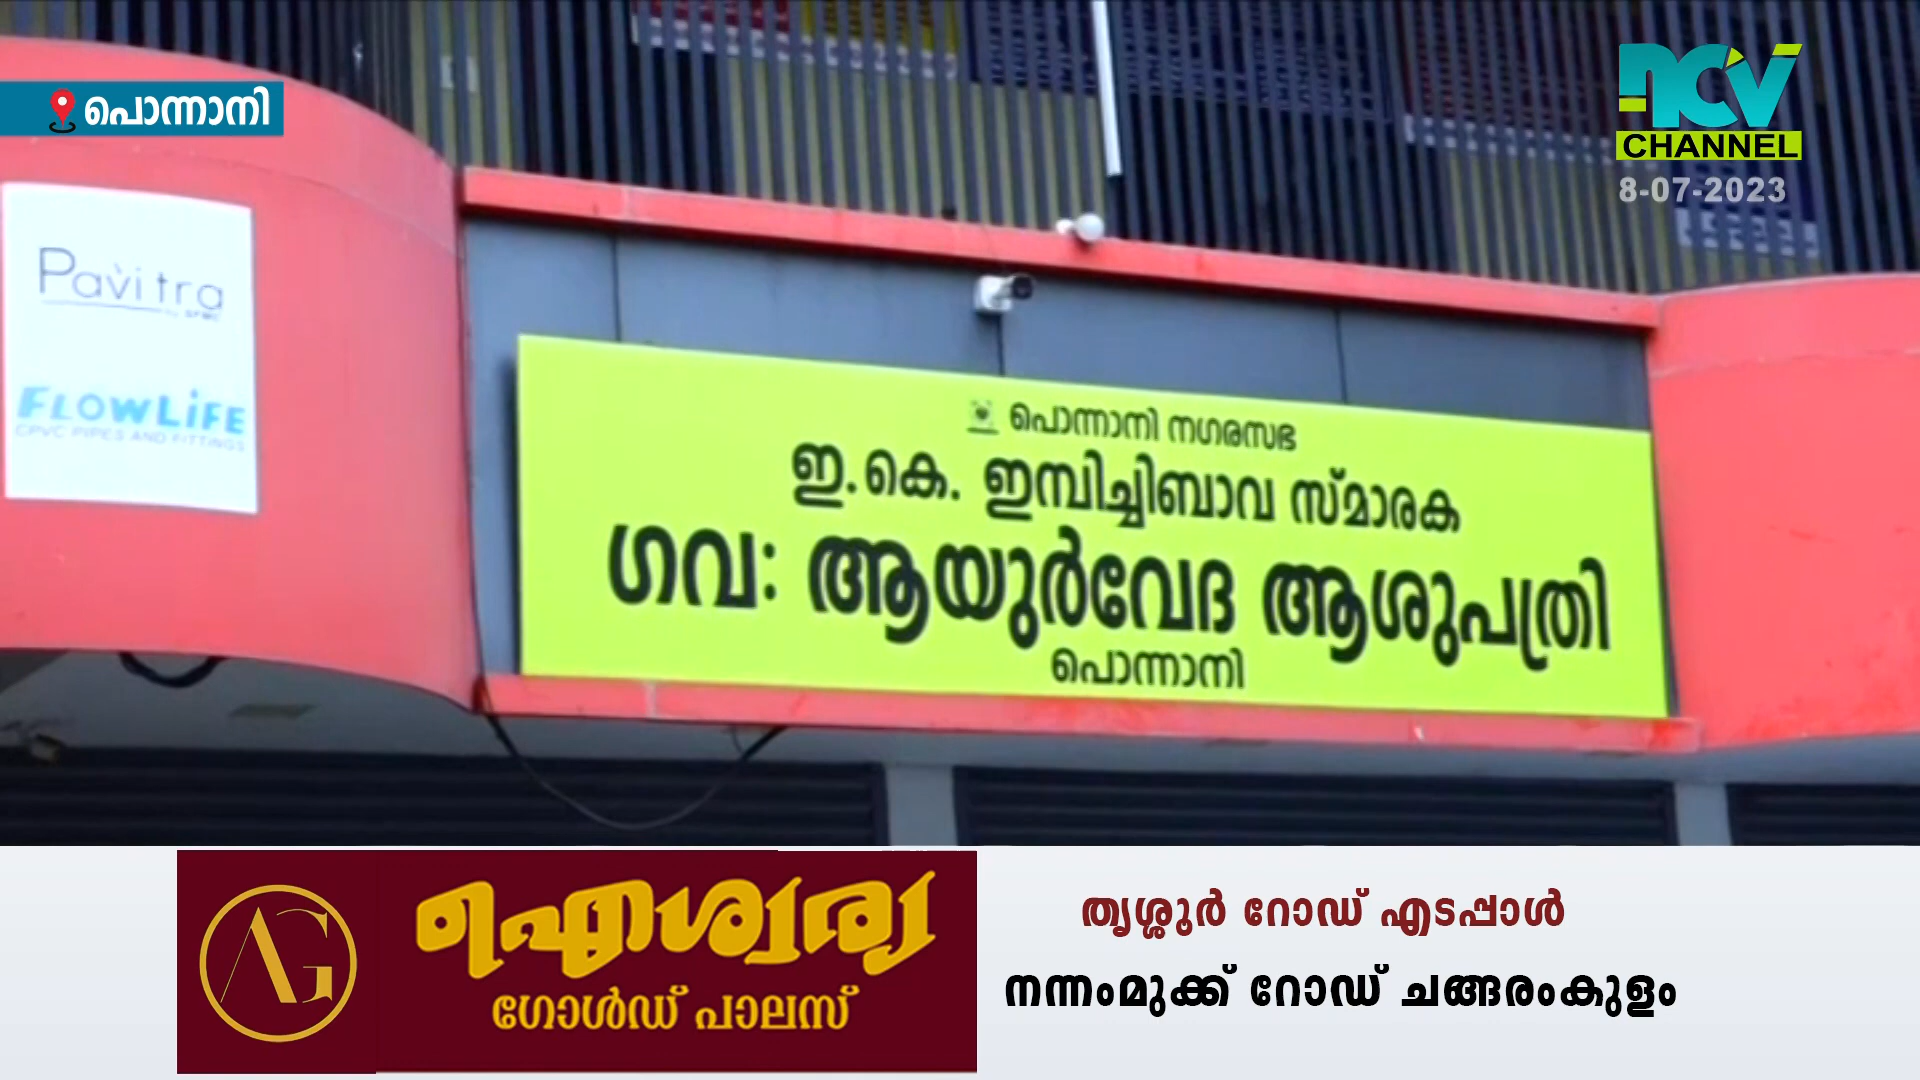 പൊന്നാനി
NCV
CHANNEL
8-07-2023
Pavitra
FLOWLIFE
CPVC PIPES AND FITTINGS
പൊന്നാനി നഗരസഭ
ഇ.കെ. ഇമ്പിച്ചിബാവ സ്മാരക
ഗവ: ആയുർവേദ ആശുപത്രി
പൊന്നാനി
AG
ഐശ്വര്യ
ഗോൾഡ് പാലസ്
തൃശ്ശൂർ റോഡ് എടപ്പാൾ
നന്നംമുക്ക് റോഡ് ചങ്ങരംകുളം